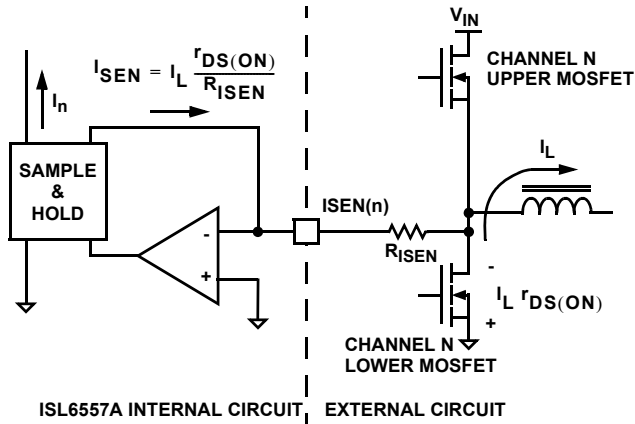 V_IN
I_SEN = I_L r_DS(ON) / R_ISEN
CHANNEL N
UPPER MOSFET
I_n
I_L
SAMPLE
&
HOLD
ISEN(n)
-
+
R_ISEN
-
I_L r_DS(ON)
+
CHANNEL N
LOWER MOSFET
ISL6557A INTERNAL CIRCUIT
EXTERNAL CIRCUIT